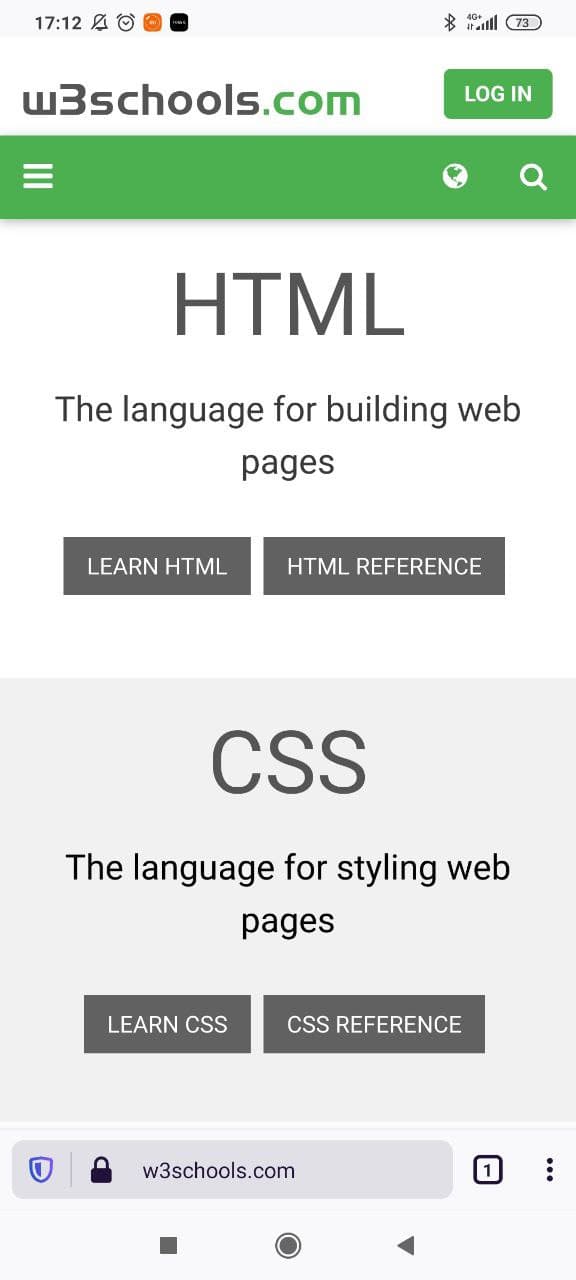 17:12 4G+ 73
w3schools.com LOG IN
HTML
The language for building web
pages
LEARN HTML HTML REFERENCE
CSS
The language for styling web
pages
LEARN CSS CSS REFERENCE
w3schools.com 1